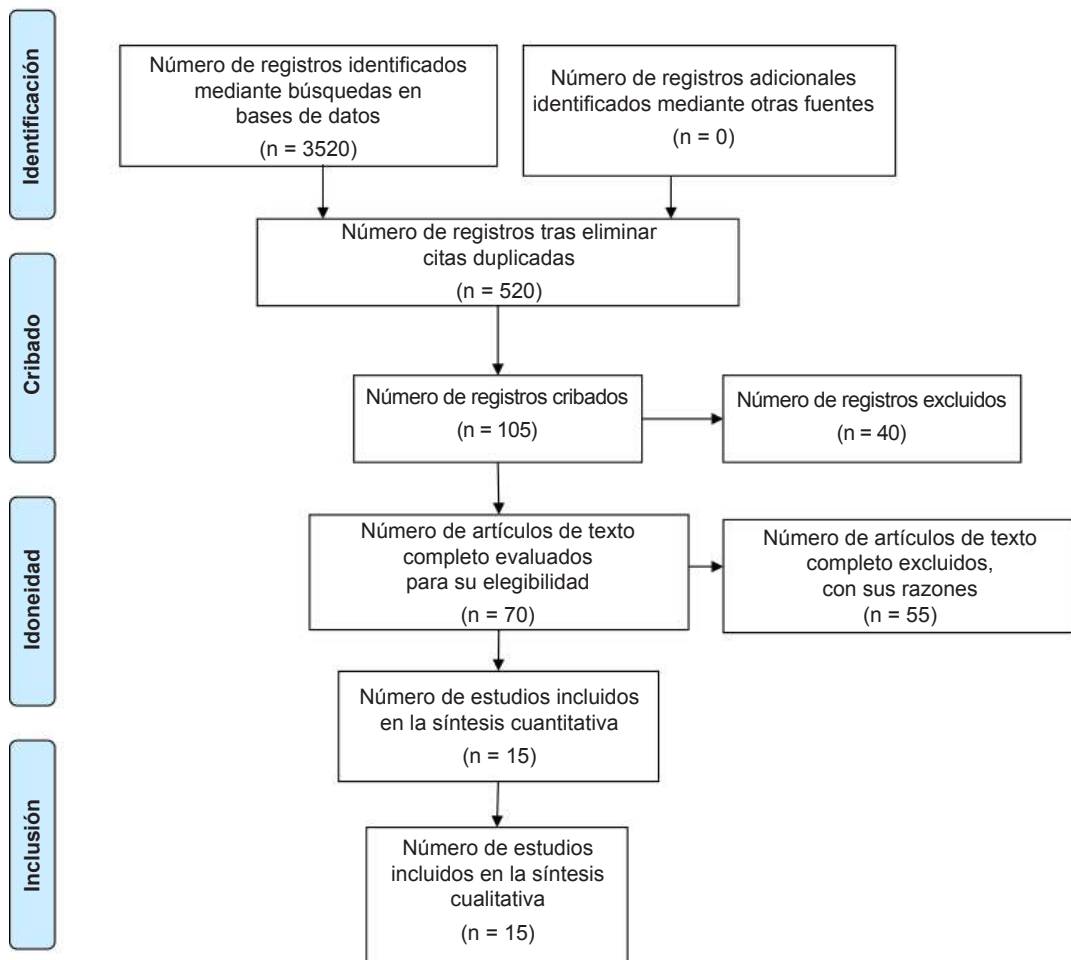 Identificación
Número de registros identificados
mediante búsquedas en
bases de datos
(n = 3520)
Número de registros adicionales
identificados mediante otras fuentes
(n = 0)
Número de registros tras eliminar
citas duplicadas
(n = 520)
Cribado
Número de registros cribados
(n = 105)
Número de registros excluidos
(n = 40)
Idoneidad
Número de artículos de texto
completo evaluados
para su elegibilidad
(n = 70)
Número de artículos de texto
completo excluidos,
con sus razones
(n = 55)
Número de estudios incluidos
en la síntesis cuantitativa
(n = 15)
Inclusión
Número de estudios
incluidos en la síntesis
cualitativa
(n = 15)